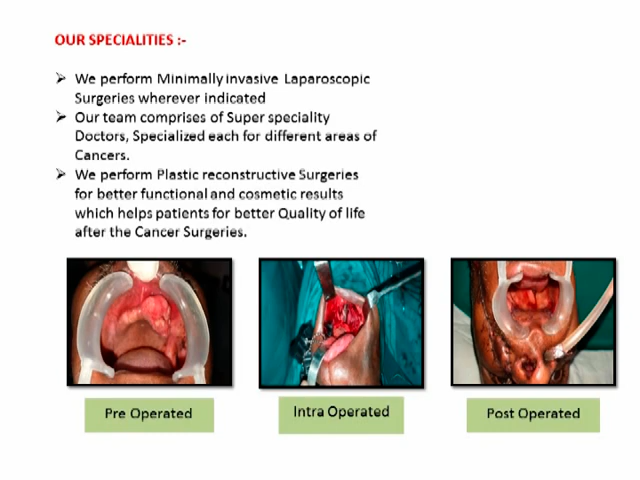 OUR SPECIALITIES :-
➢ We perform Minimally invasive Laparoscopic
Surgeries wherever indicated
➢ Our team comprises of Super speciality
Doctors, Specialized each for different areas of
Cancers.
➢ We perform Plastic reconstructive Surgeries
for better functional and cosmetic results
which helps patients for better Quality of life
after the Cancer Surgeries.
Pre Operated
Intra Operated
Post Operated